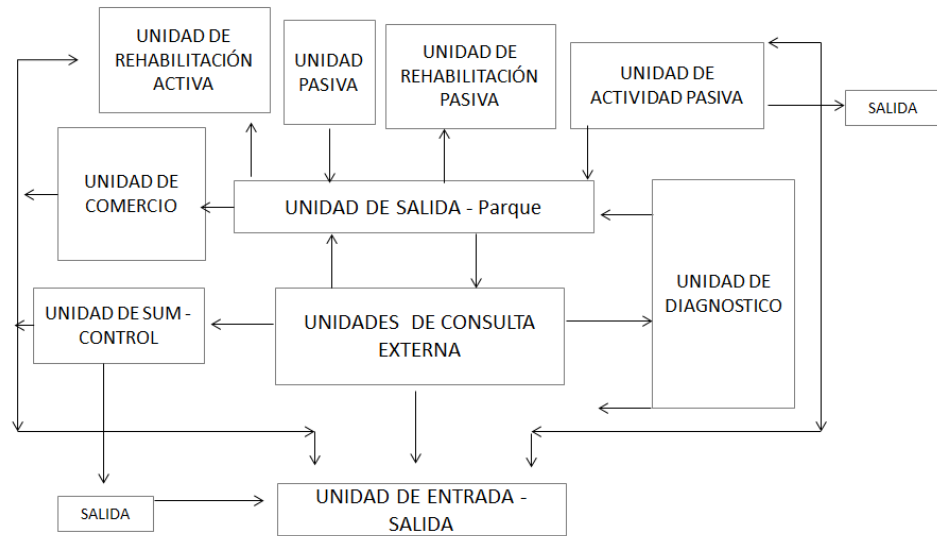 UNIDAD DE
REHABILITACIÓN
ACTIVA
UNIDAD
PASIVA
UNIDAD DE
REHABILITACIÓN
PASIVA
UNIDAD DE
ACTIVIDAD PASIVA
SALIDA
UNIDAD DE
COMERCIO
UNIDAD DE SALIDA - Parque
UNIDAD DE
DIAGNOSTICO
UNIDAD DE SUM -
CONTROL
UNIDADES DE CONSULTA
EXTERNA
SALIDA
UNIDAD DE ENTRADA -
SALIDA